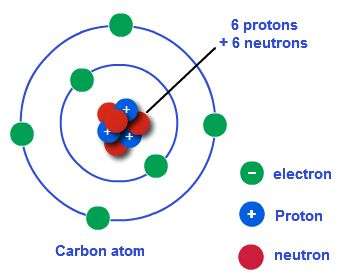 6 protons
+ 6 neutrons
+
+
+
− electron
+ Proton
neutron
Carbon atom